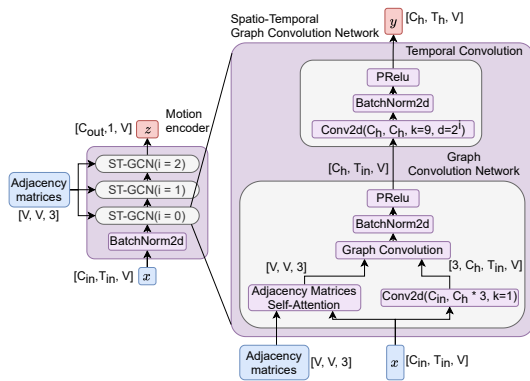 [C_out,1, V]
z
Motion
encoder
ST-GCN(i = 2)
ST-GCN(i = 1)
ST-GCN(i = 0)
Adjacency
matrices
[V, V, 3]
BatchNorm2d
[C_in,T_in, V]
x
Spatio-Temporal
Graph Convolution Network
y
[C_h, T_h, V]
Temporal Convolution
PRelu
BatchNorm2d
Conv2d(C_h, C_h, k=9, d=2^i)
[C_h, T_in, V]
Graph
Convolution Network
PRelu
BatchNorm2d
Graph Convolution
[V, V, 3]
[3, C_h, T_in, V]
Adjacency Matrices
Self-Attention
Conv2d(C_in, C_h * 3, k=1)
Adjacency
matrices
[V, V, 3]
x
[C_in, T_in, V]